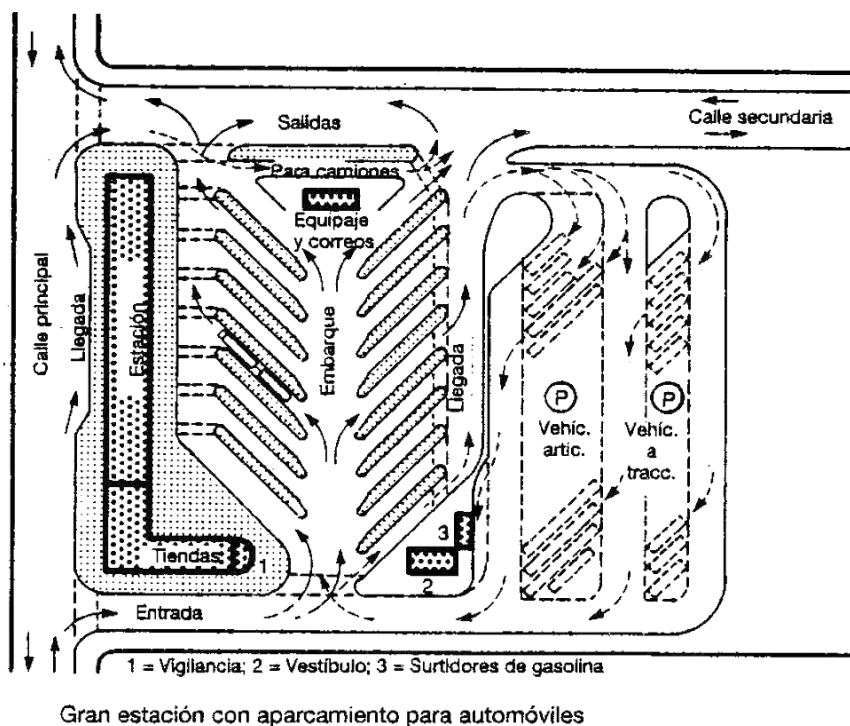 Calle secundaria
Salidas
Para camiones
Equipaje
y correos
Calle principal
Llegada
Estación
Embarque
Llegada
P
Vehíc.
artic.
P
Vehíc.
a
tracc.
Tiendas
1
3
2
Entrada
1 = Vigilancia; 2 = Vestíbulo; 3 = Surtidores de gasolina
Gran estación con aparcamiento para automóviles